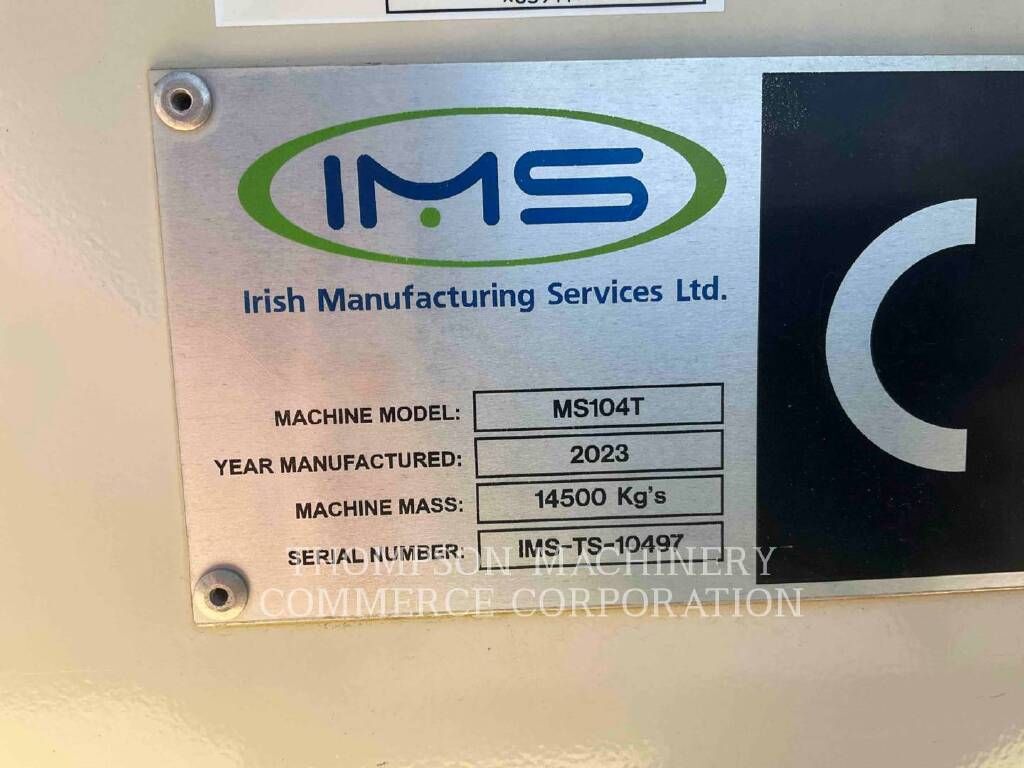 IMS
Irish Manufacturing Services Ltd.
MACHINE MODEL: MS104T
YEAR MANUFACTURED: 2023
MACHINE MASS: 14500 Kg's
SERIAL NUMBER: IMS-TS-10497
THOMPSON MACHINERY
COMMERCE CORPORATION
C